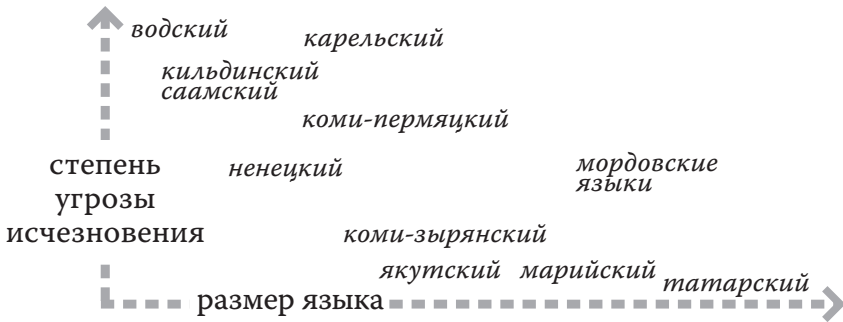 водский
карельский
кильдинский
саамский
коми-пермяцкий
степень
угрозы
исчезновения
ненецкий
мордовские
языки
коми-зырянский
якутский
марийский
татарский
размер языка